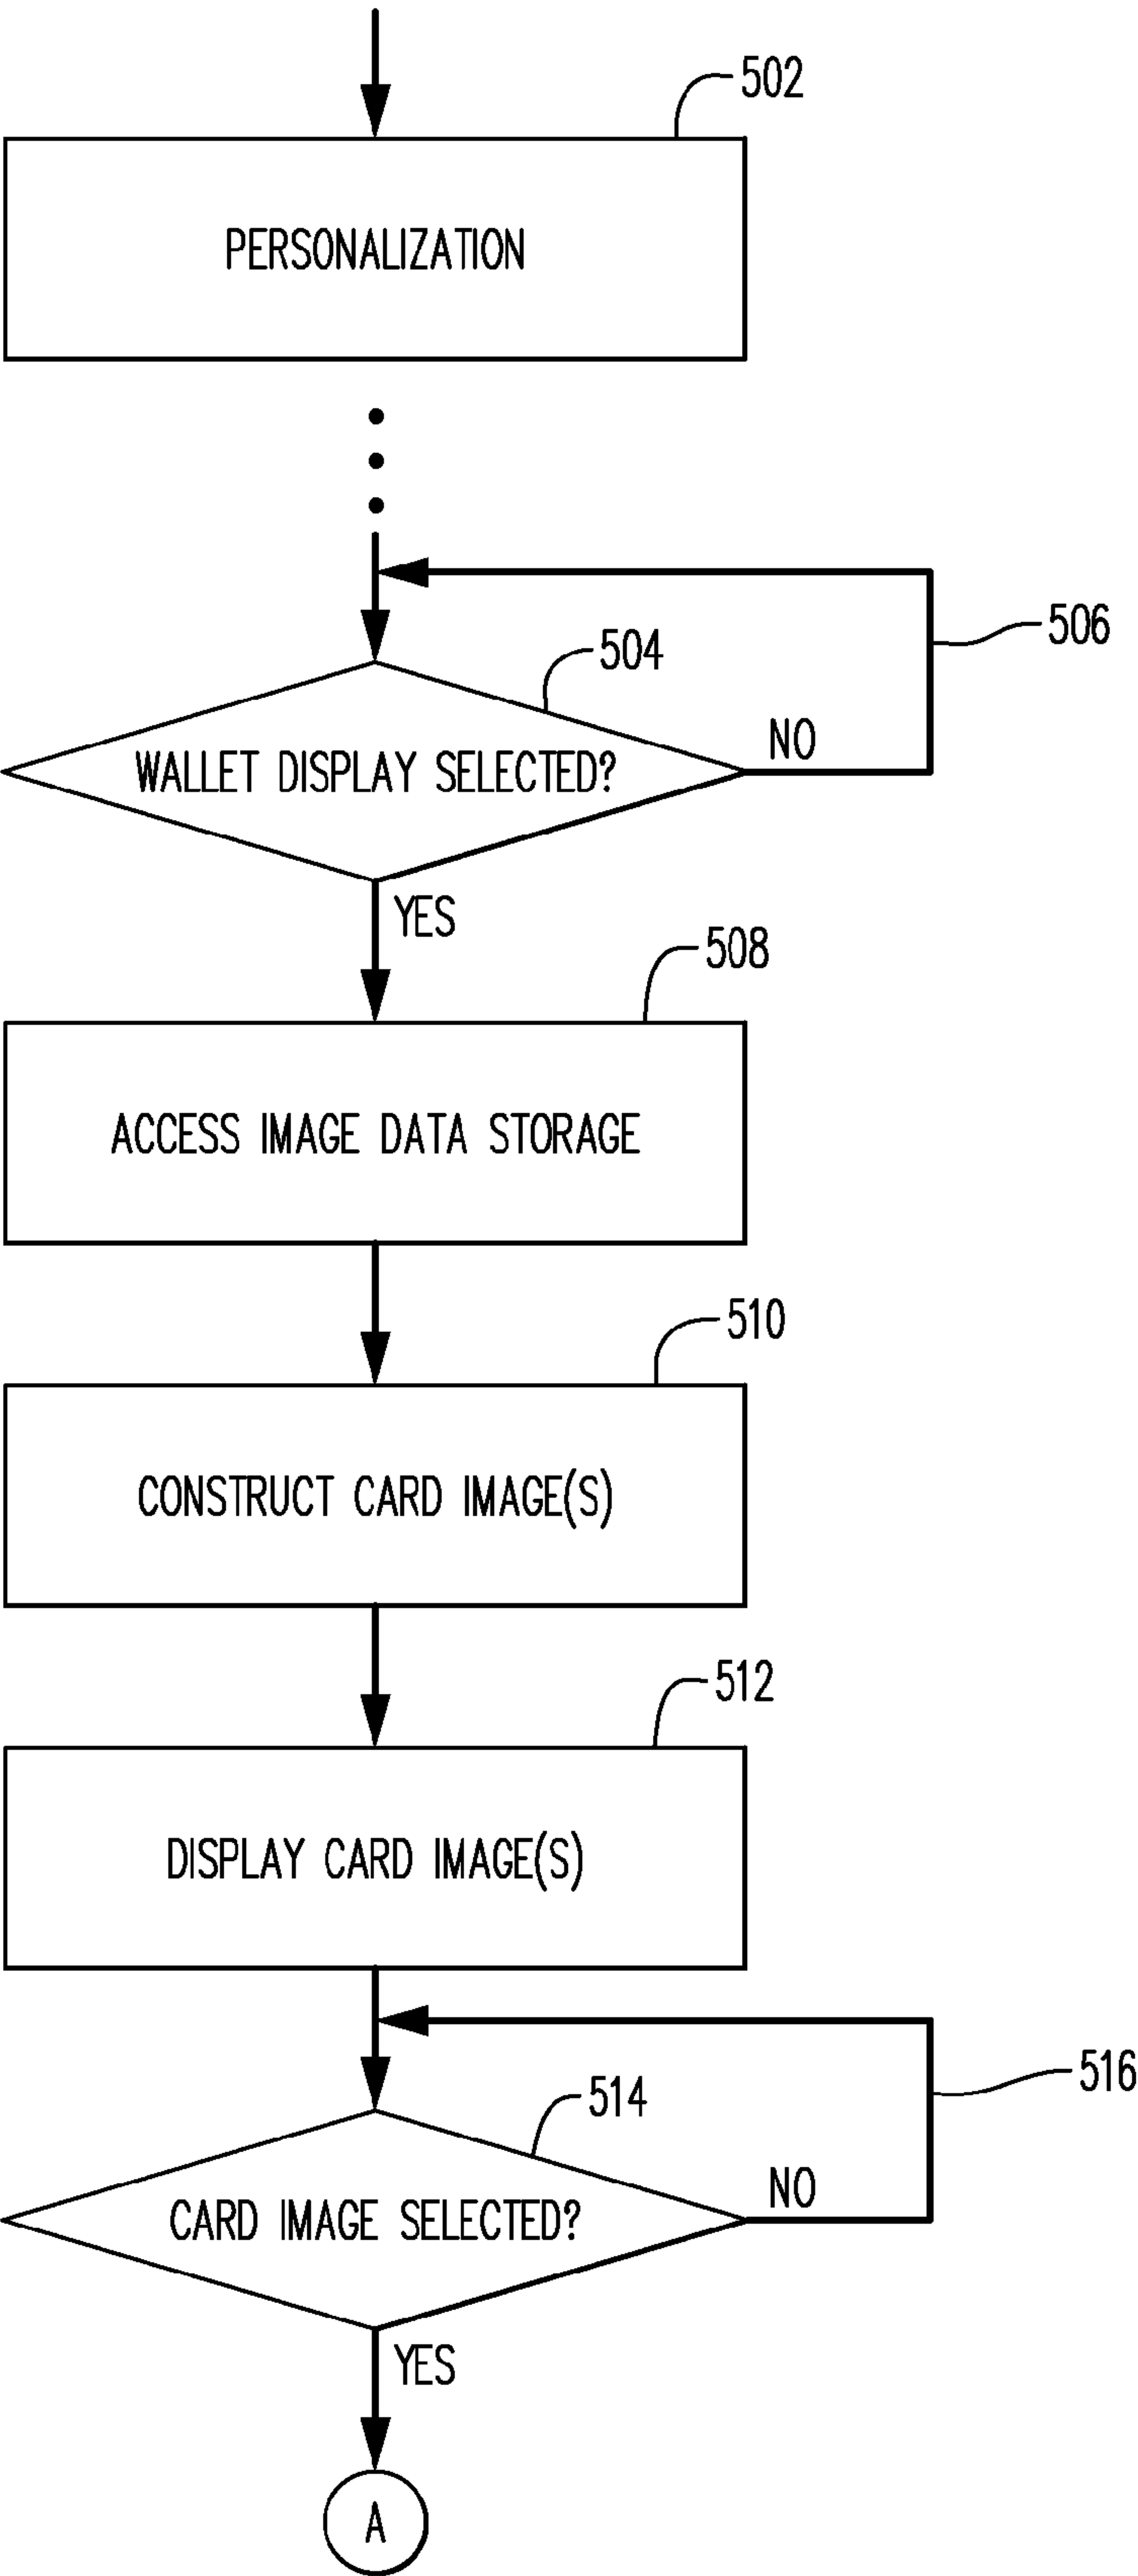 502
PERSONALIZATION
506
504
NO
WALLET DISPLAY SELECTED?
YES
508
ACCESS IMAGE DATA STORAGE
510
CONSTRUCT CARD IMAGE(S)
512
DISPLAY CARD IMAGE(S)
516
514
NO
CARD IMAGE SELECTED?
YES
A